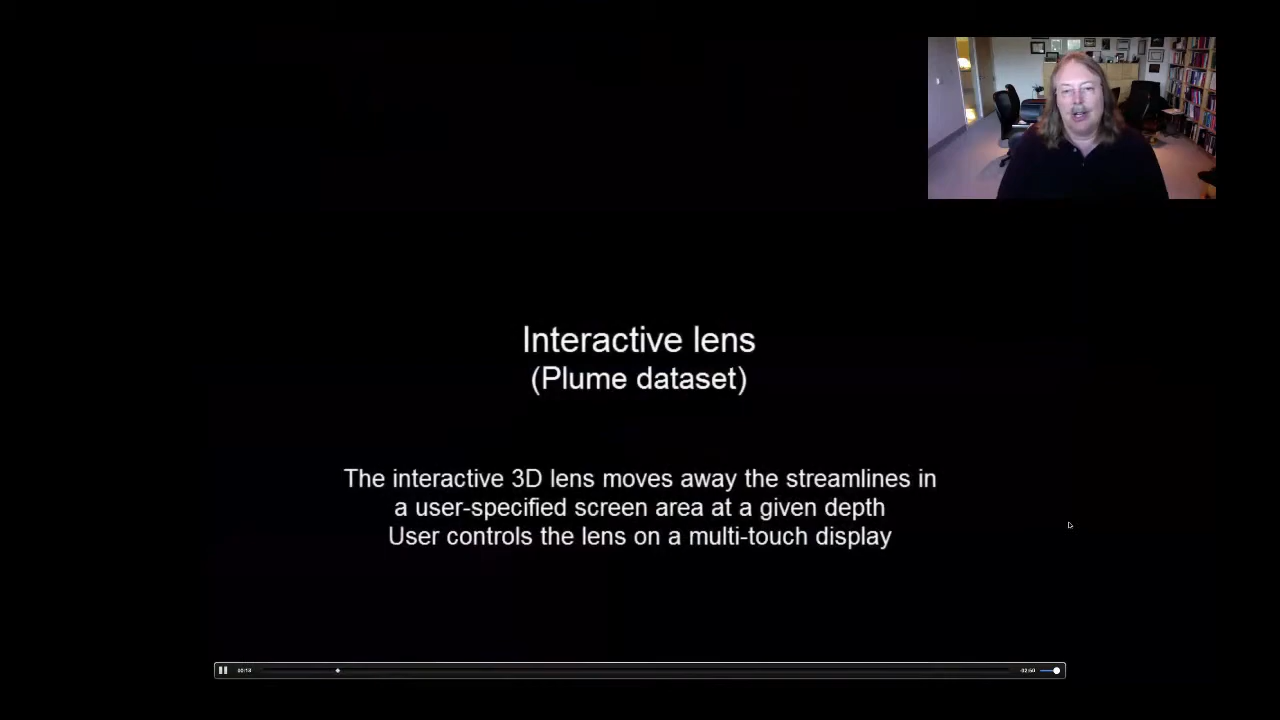 Interactive lens
(Plume dataset)
The interactive 3D lens moves away the streamlines in
a user-specified screen area at a given depth
User controls the lens on a multi-touch display